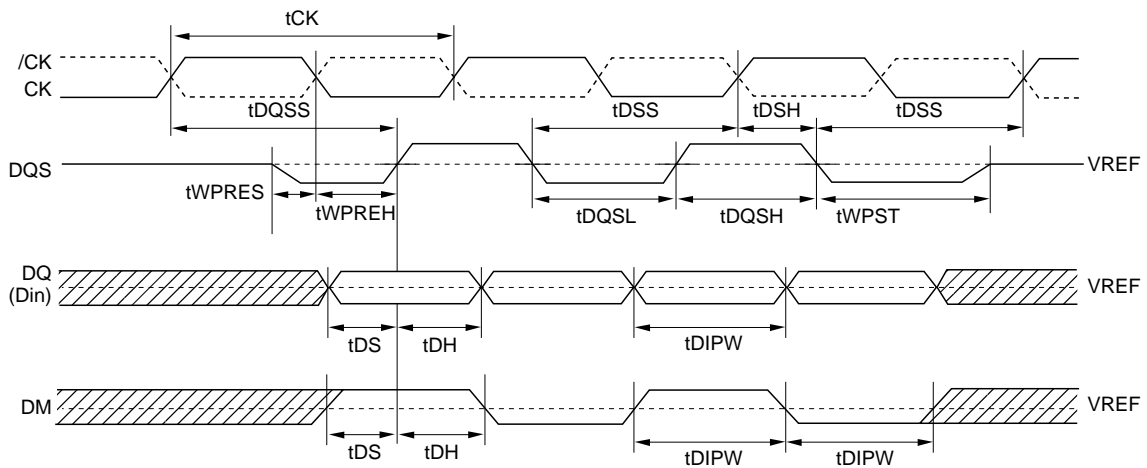 tCK
/CK
CK
tDQSS
tDSS
tDSH
tDSS
DQS
VREF
tWPRES
tWPREH
tDQSL
tDQSH
tWPST
DQ
(Din)
VREF
tDS
tDH
tDIPW
DM
VREF
tDS
tDH
tDIPW
tDIPW